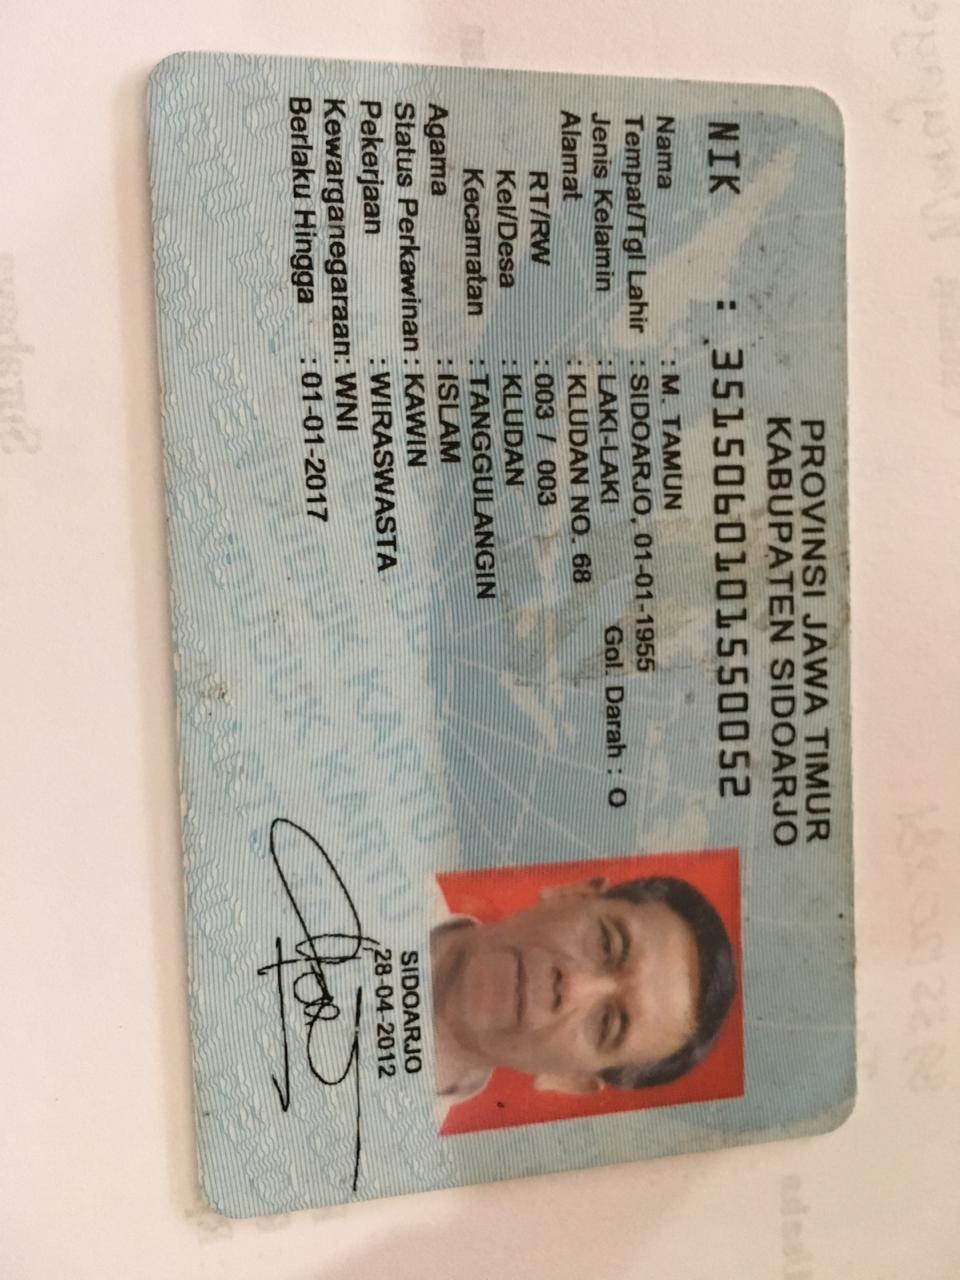 PROVINSI JAWA TIMUR
KABUPATEN SIDOARJO
NIK : 3515060101550052
Nama : M. TAMUN
Tempat/Tgl Lahir : SIDOARJO, 01-01-1955
Jenis Kelamin : LAKI-LAKI Gol. Darah : O
Alamat : KLUDAN NO. 68
RT/RW : 003 / 003
Kel/Desa : KLUDAN
Kecamatan : TANGGULANGIN
Agama : ISLAM
Status Perkawinan : KAWIN
Pekerjaan : WIRASWASTA
Kewarganegaraan: WNI
Berlaku Hingga : 01-01-2017
SIDOARJO
28-04-2012